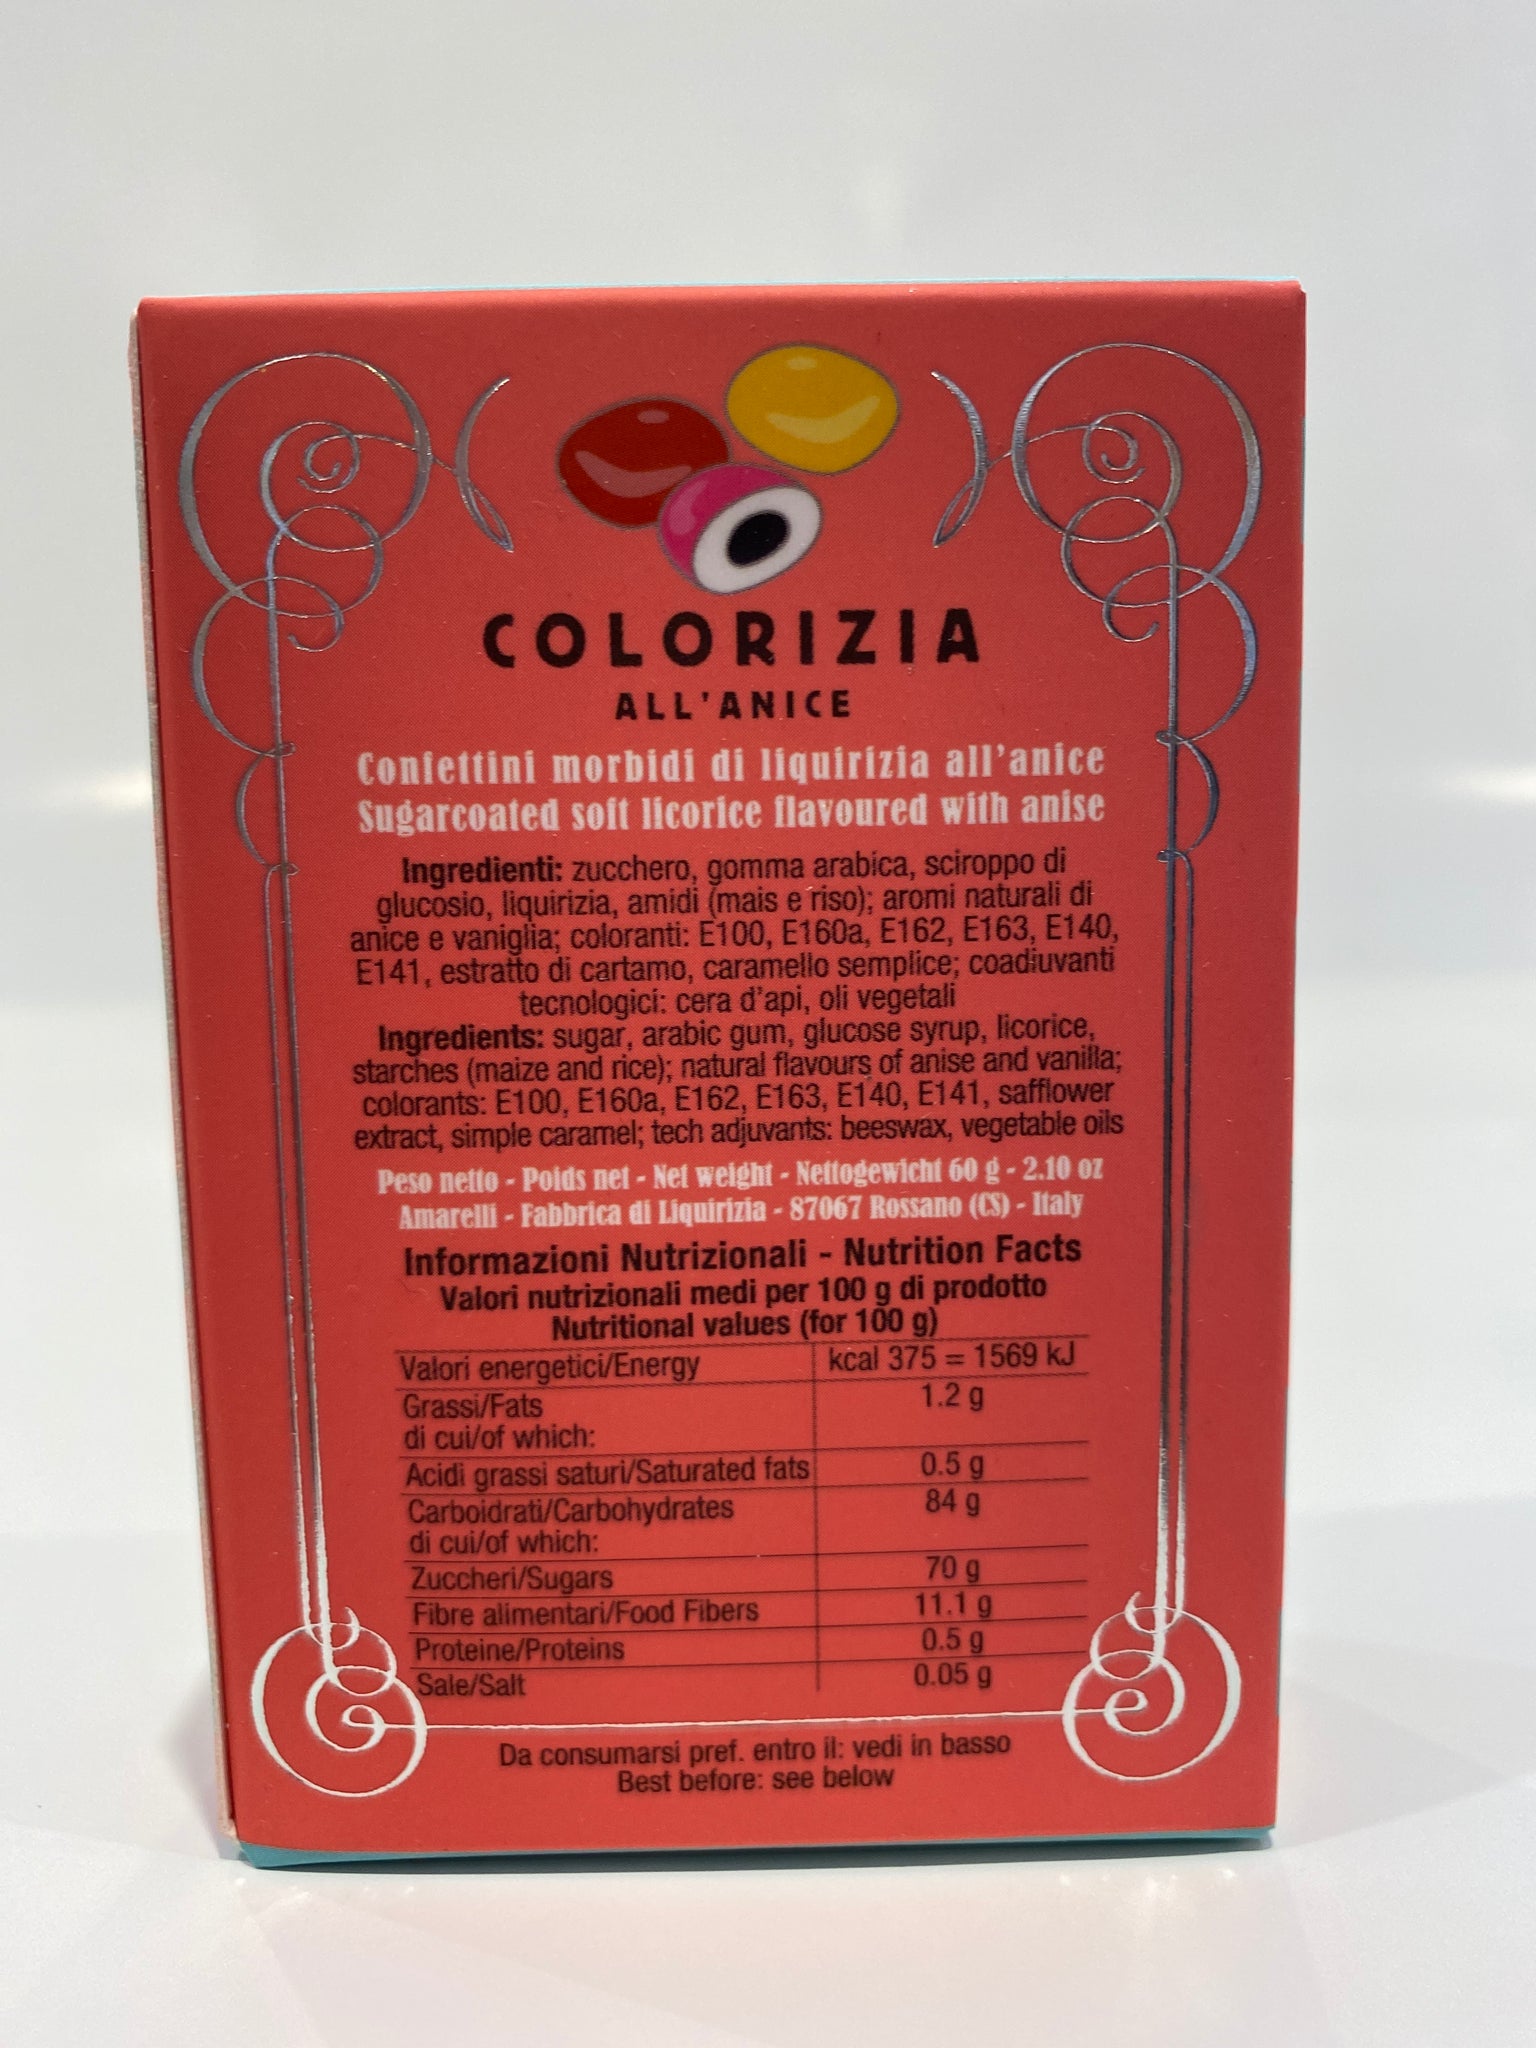 COLORIZIA
ALL'ANICE
Confettini morbidi di liquirizia all'anice
Sugarcoated soft licorice flavoured with anise
Ingredienti: zucchero, gomma arabica, sciroppo di
glucosio, liquirizia, amidi (mais e riso); aromi naturali di
anice e vaniglia; coloranti: E100, E160a, E162, E163, E140,
E141, estratto di cartamo, caramello semplice; coadiuvanti
tecnologici: cera d'api, oli vegetali
Ingredients: sugar, arabic gum, glucose syrup, licorice,
starches (maize and rice); natural flavours of anise and vanilla;
colorants: E100, E160a, E162, E163, E140, E141, safflower
extract, simple caramel; tech adjuvants: beeswax, vegetable oils
Peso netto - Poids net - Net weight - Nettogewicht 60 g - 2.10 oz
Amarelli - Fabbrica di Liquirizia - 87067 Rossano (CS) - Italy
Informazioni Nutrizionali - Nutrition Facts
Valori nutrizionali medi per 100 g di prodotto
Nutritional values (for 100 g)
Valori energetici/Energy kcal 375 = 1569 kJ
Grassi/Fats 1.2 g
di cui/of which:
Acidi grassi saturi/Saturated fats 0.5 g
Carboidrati/Carbohydrates 84 g
di cui/of which:
Zuccheri/Sugars 70 g
Fibre alimentari/Food Fibers 11.1 g
Proteine/Proteins 0.5 g
Sale/Salt 0.05 g
Da consumarsi pref. entro il: vedi in basso
Best before: see below